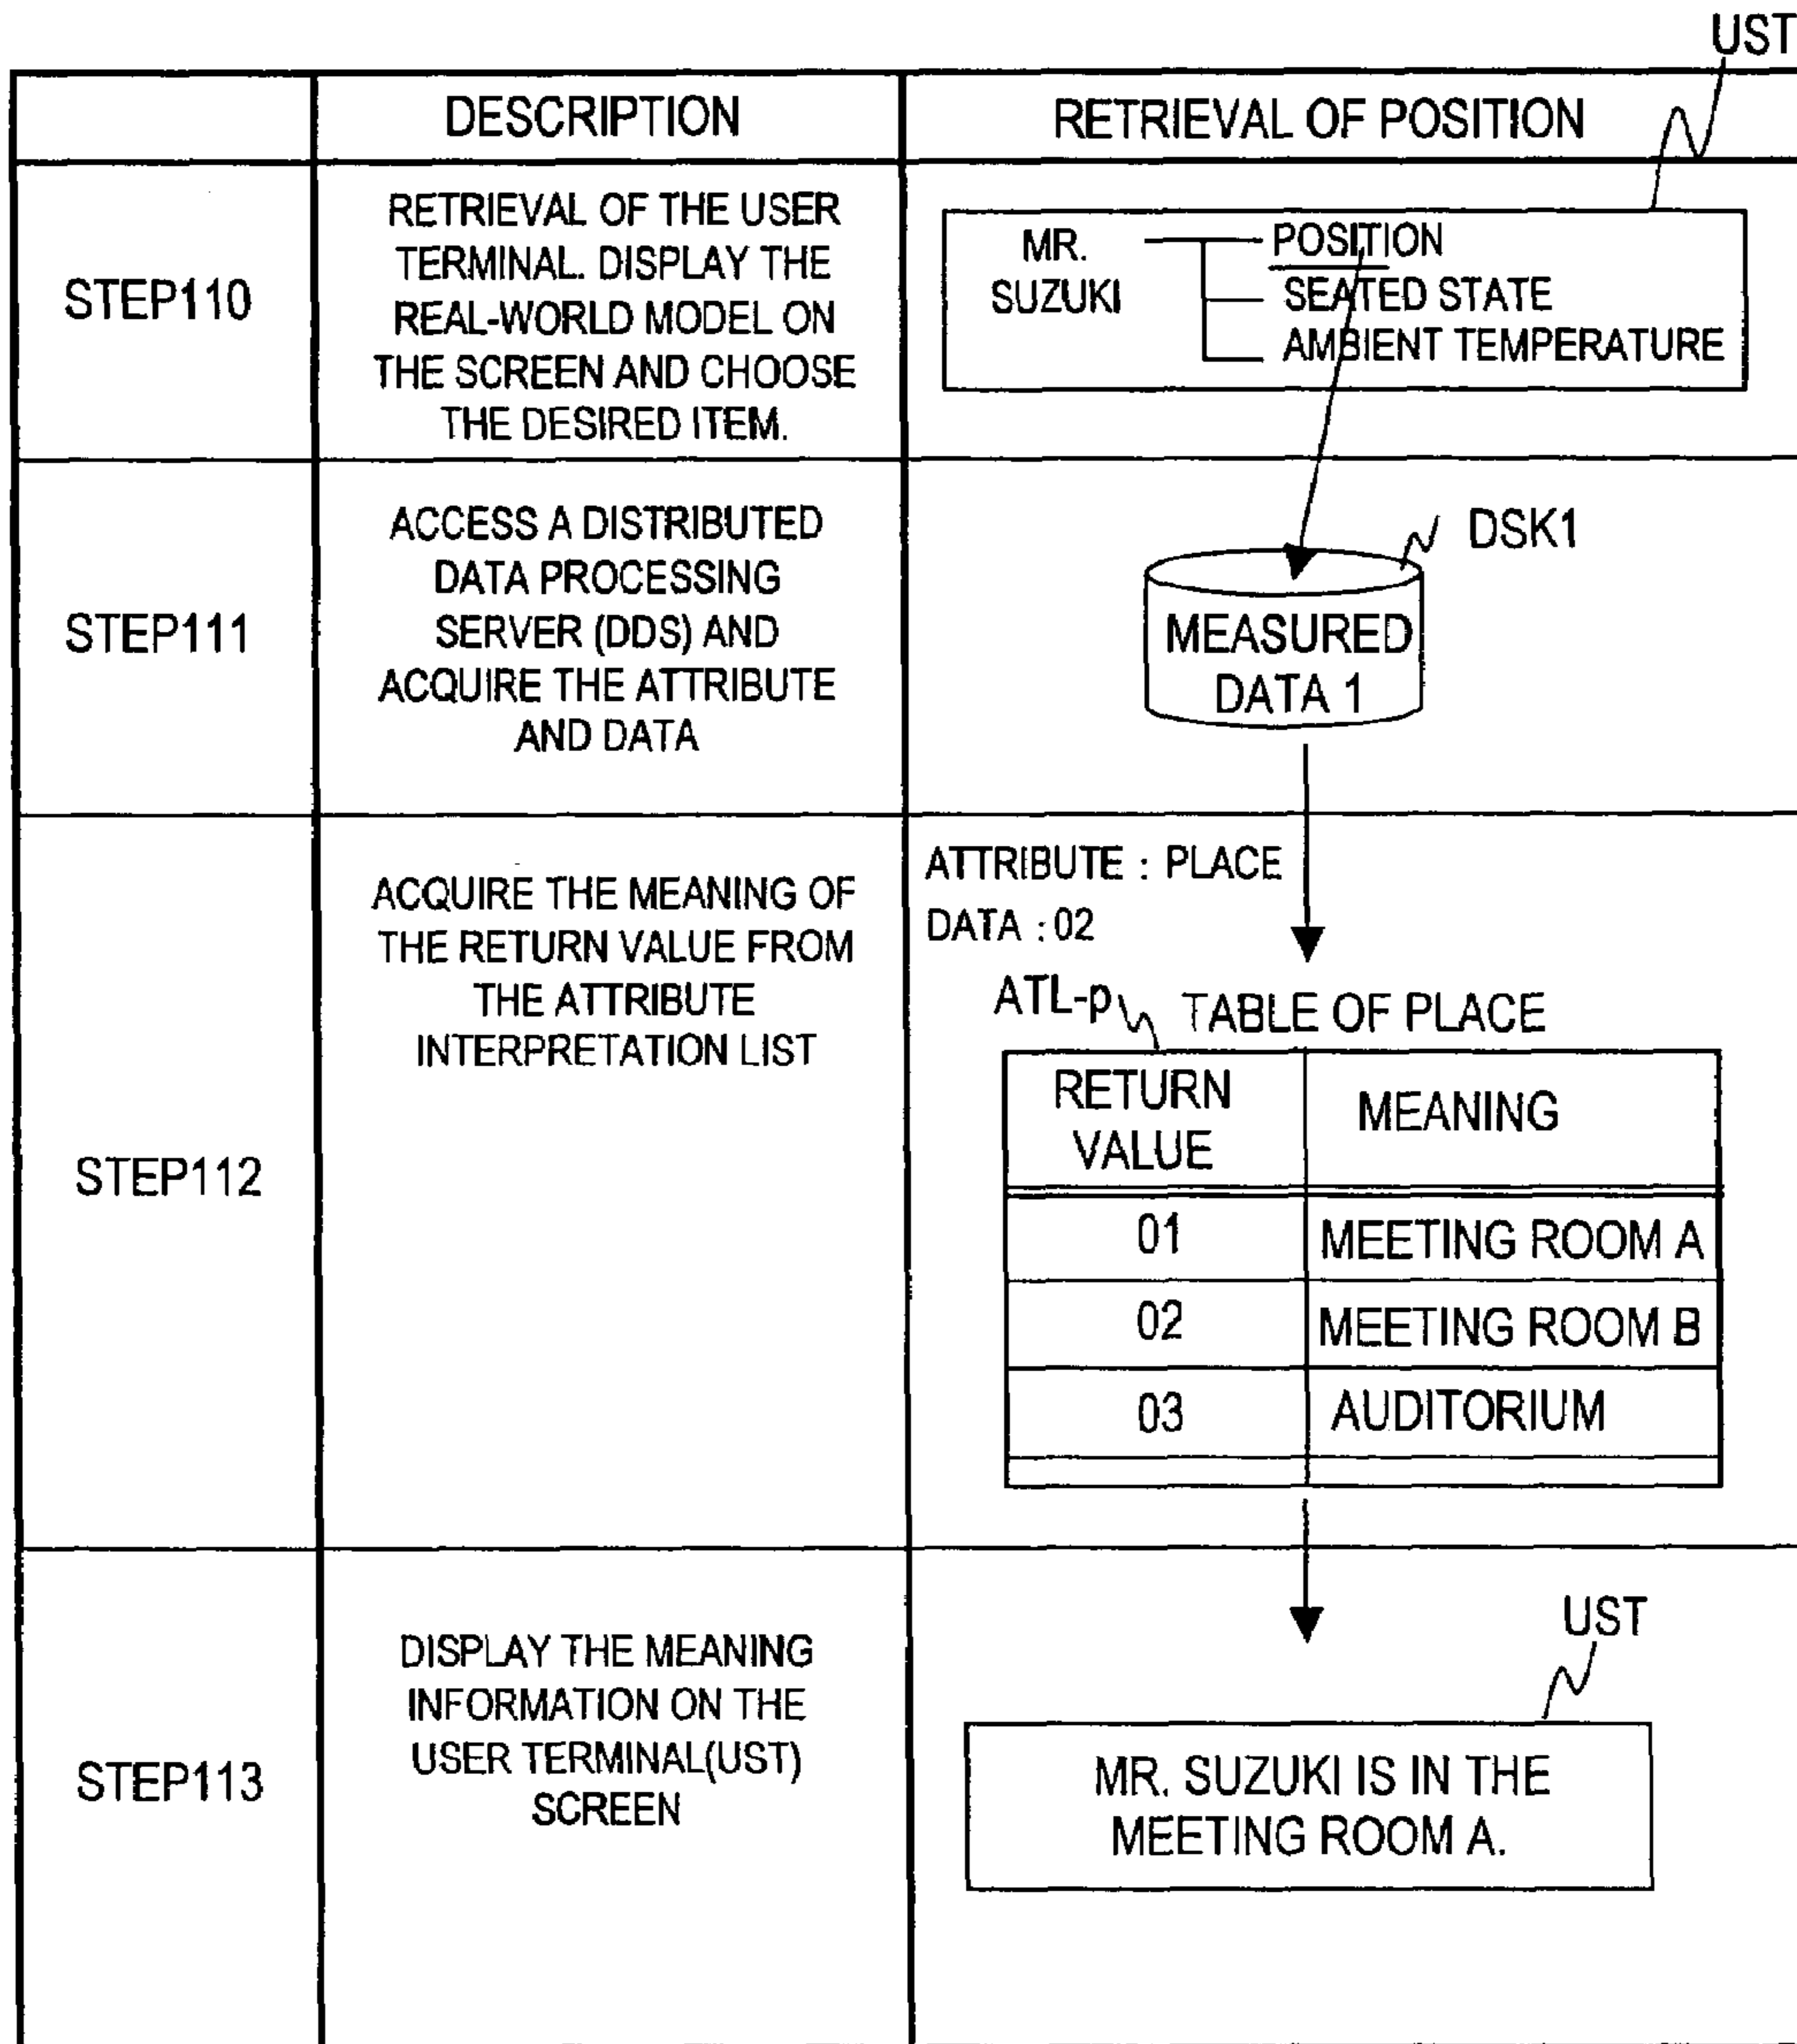 UST
DESCRIPTION
RETRIEVAL OF POSITION
STEP110
RETRIEVAL OF THE USER
TERMINAL. DISPLAY THE
REAL-WORLD MODEL ON
THE SCREEN AND CHOOSE
THE DESIRED ITEM.
MR.
SUZUKI
POSITION
SEATED STATE
AMBIENT TEMPERATURE
STEP111
ACCESS A DISTRIBUTED
DATA PROCESSING
SERVER (DDS) AND
ACQUIRE THE ATTRIBUTE
AND DATA
DSK1
MEASURED
DATA 1
STEP112
ACQUIRE THE MEANING OF
THE RETURN VALUE FROM
THE ATTRIBUTE
INTERPRETATION LIST
ATTRIBUTE : PLACE
DATA : 02
ATL-p
TABLE OF PLACE
RETURN
VALUE
MEANING
01
MEETING ROOM A
02
MEETING ROOM B
03
AUDITORIUM
STEP113
DISPLAY THE MEANING
INFORMATION ON THE
USER TERMINAL(UST)
SCREEN
UST
MR. SUZUKI IS IN THE
MEETING ROOM A.